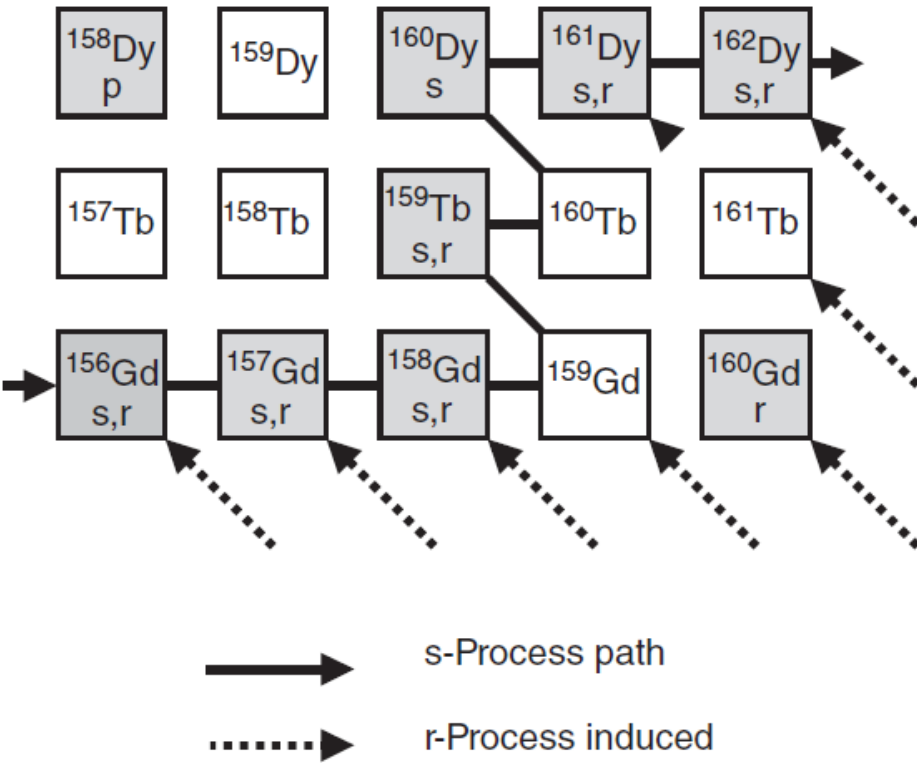 ¹⁵⁸Dy ¹⁵⁹Dy ¹⁶⁰Dy ¹⁶¹Dy ¹⁶²Dy
p s s,r s,r
¹⁵⁷Tb ¹⁵⁸Tb ¹⁵⁹Tb ¹⁶⁰Tb ¹⁶¹Tb
s,r
¹⁵⁶Gd ¹⁵⁷Gd ¹⁵⁸Gd ¹⁵⁹Gd ¹⁶⁰Gd
s,r s,r s,r r
s-Process path
r-Process induced